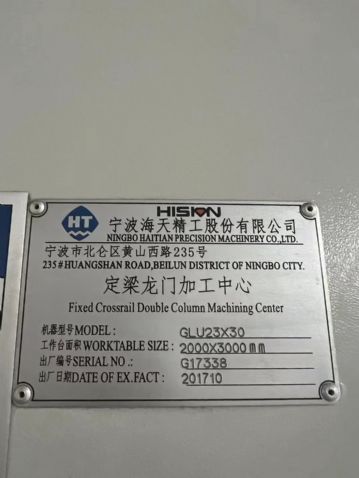 HT
HISION
宁波海天精工股份有限公司
NINGBO HAITIAN PRECISION MACHINERY CO.,LTD.
宁波市北仑区黄山西路235号
235#HUANGSHAN ROAD,BEILUN DISTRICT OF NINGBO CITY.
定梁龙门加工中心
Fixed Crossrail Double Column Machining Center
机器型号MODEL: GLU23X30
工作台面积WORKTABLE SIZE: 2000X3000mm
出厂编号SERIAL NO.: G17338
出厂日期DATE OF EX.FACT: 201710